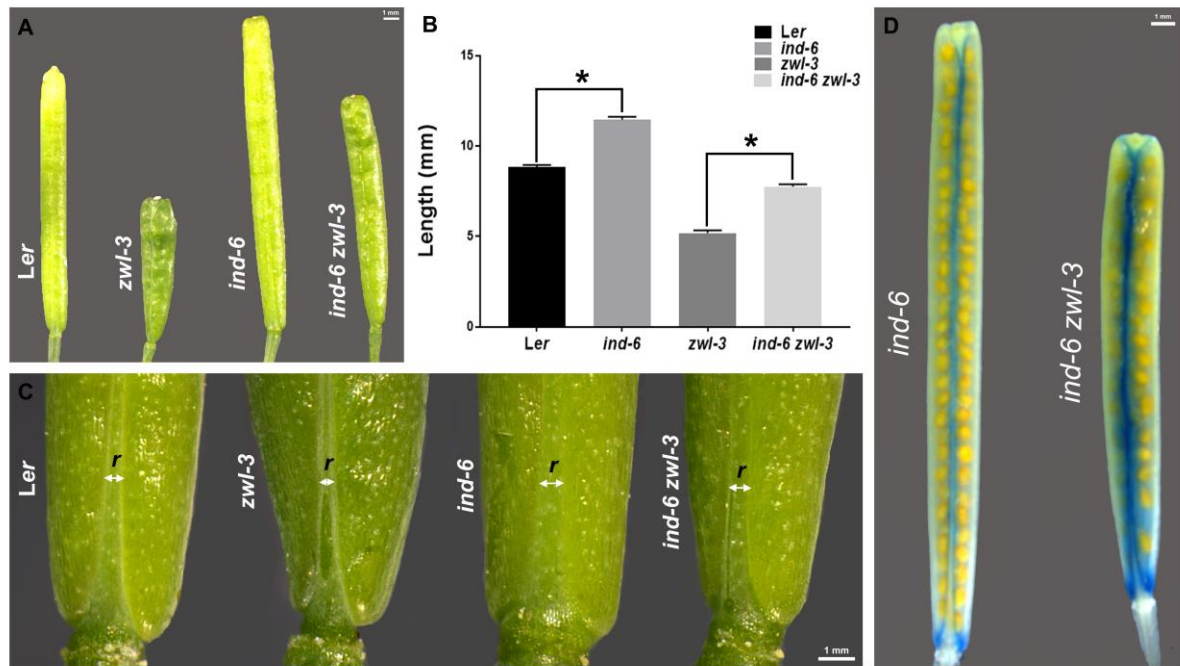 A
1 mm
Ler
zwl-3
ind-6
ind-6 zwl-3
B
Ler
ind-6
zwl-3
ind-6 zwl-3
Length (mm)
15
10
5
0
*
*
Ler
ind-6
zwl-3
ind-6 zwl-3
C
Ler
r
zwl-3
r
ind-6
r
ind-6 zwl-3
r
1 mm
D
1 mm
ind-6
ind-6 zwl-3